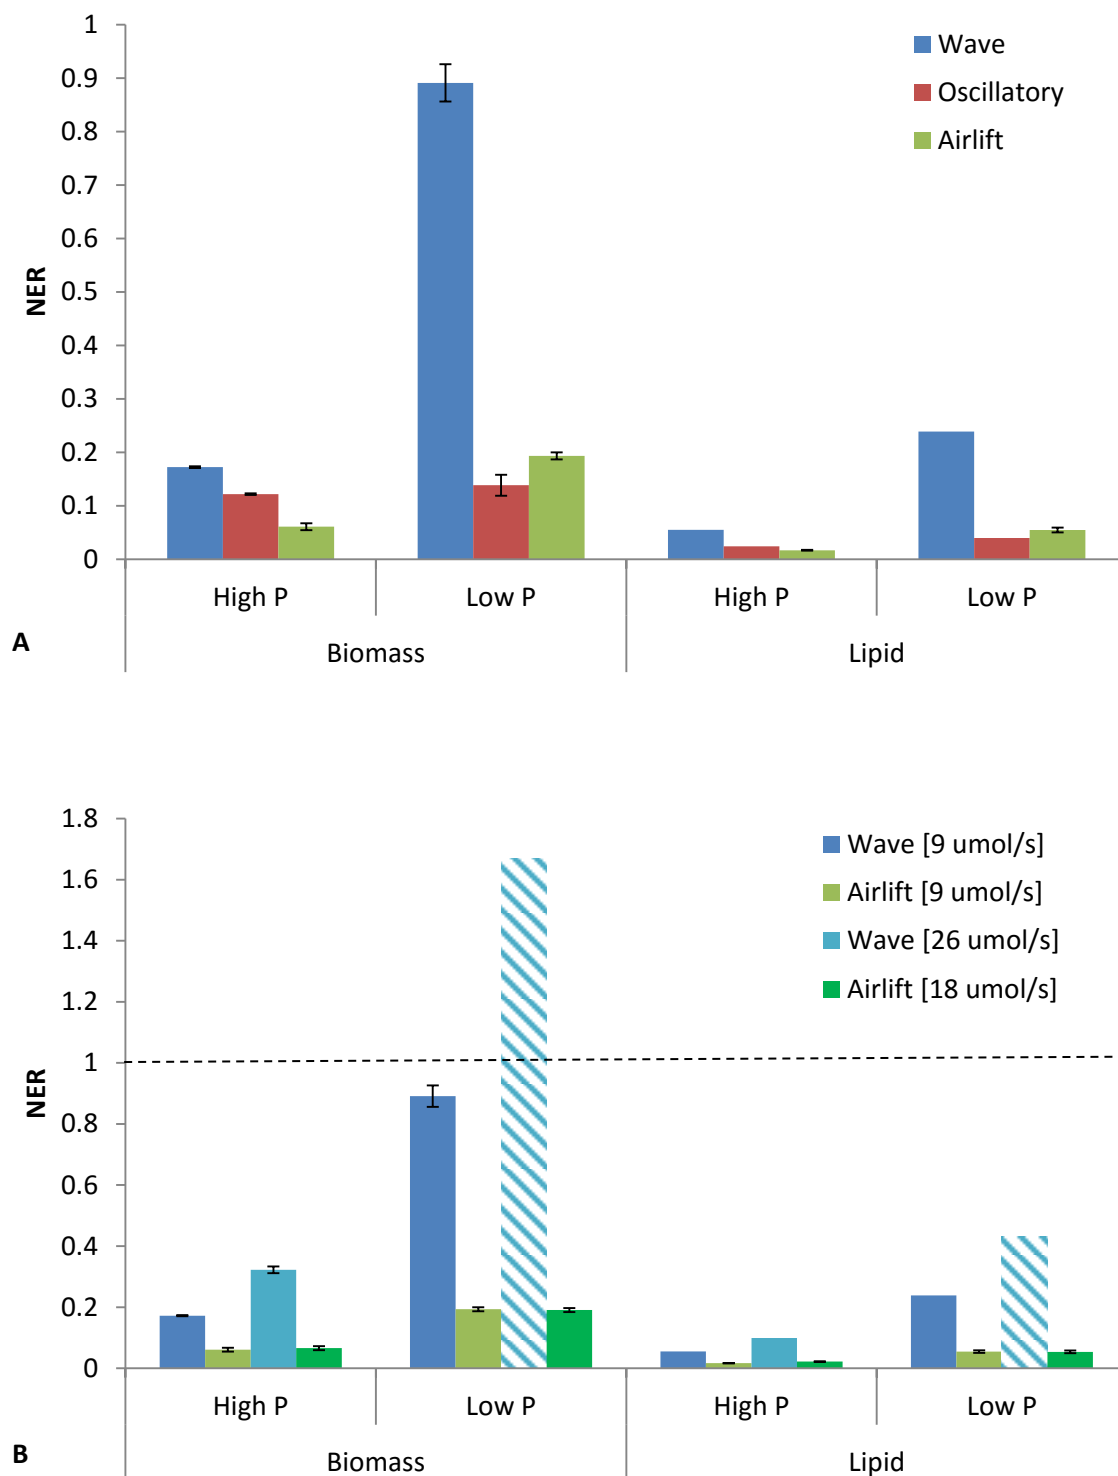 1
0.9
0.8
0.7
0.6
0.5
0.4
0.3
0.2
0.1
0
NER
Wave
Oscillatory
Airlift
High P Low P High P Low P
Biomass Lipid
A
1.8
1.6
1.4
1.2
1
0.8
0.6
0.4
0.2
0
NER
Wave [9 umol/s]
Airlift [9 umol/s]
Wave [26 umol/s]
Airlift [18 umol/s]
High P Low P High P Low P
Biomass Lipid
B